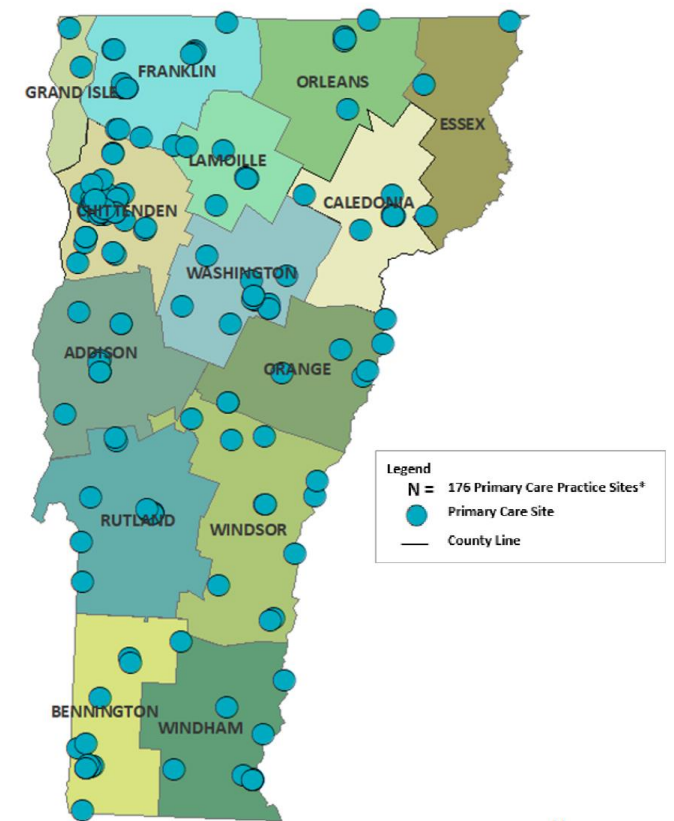 FRANKLIN
ORLEANS
GRAND ISLE
ESSEX
LAMOILLE
CALEDONIA
CHITTENDEN
WASHINGTON
ADDISON
ORANGE
Legend
N = 176 Primary Care Practice Sites*
Primary Care Site
County Line
RUTLAND
WINDSOR
BENNINGTON
WINDHAM